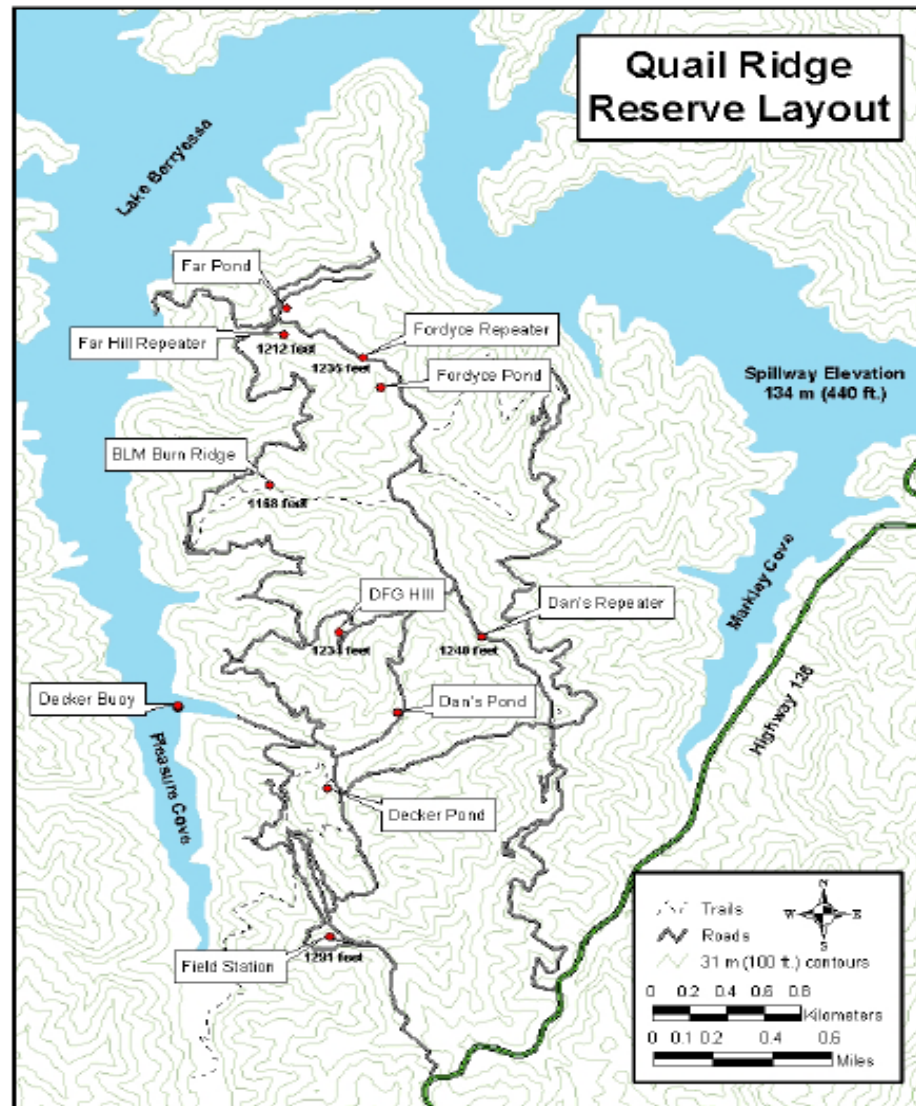 Quail Ridge
Reserve Layout
Lake Berryessa
Far Pond
Fordyce Repeater
Far Hill Repeater
1212 feet
1235 feet
Fordyce Pond
Spillway Elevation
134 m (440 ft.)
BLM Burn Ridge
1168 feet
DFG Hill
Dan's Repeater
Markley Cove
1234 feet
1248 feet
Decker Buoy
Dan's Pond
Highway 128
Pleasure Cove
Decker Pond
Field Station
1291 feet
N
W E
S
Trails
Roads
31 m (100 ft.) contours
0 0.2 0.4 0.6 0.8
Kilometers
0 0.1 0.2 0.4 0.6
Miles